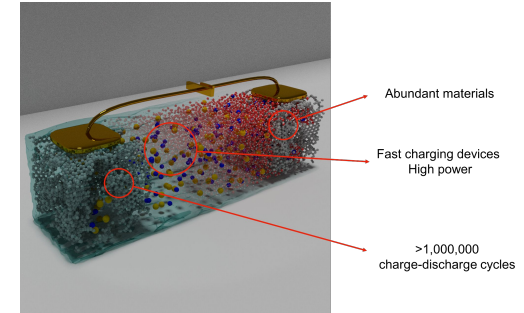 Abundant materials
Fast charging devices
High power
>1,000,000
charge-discharge cycles